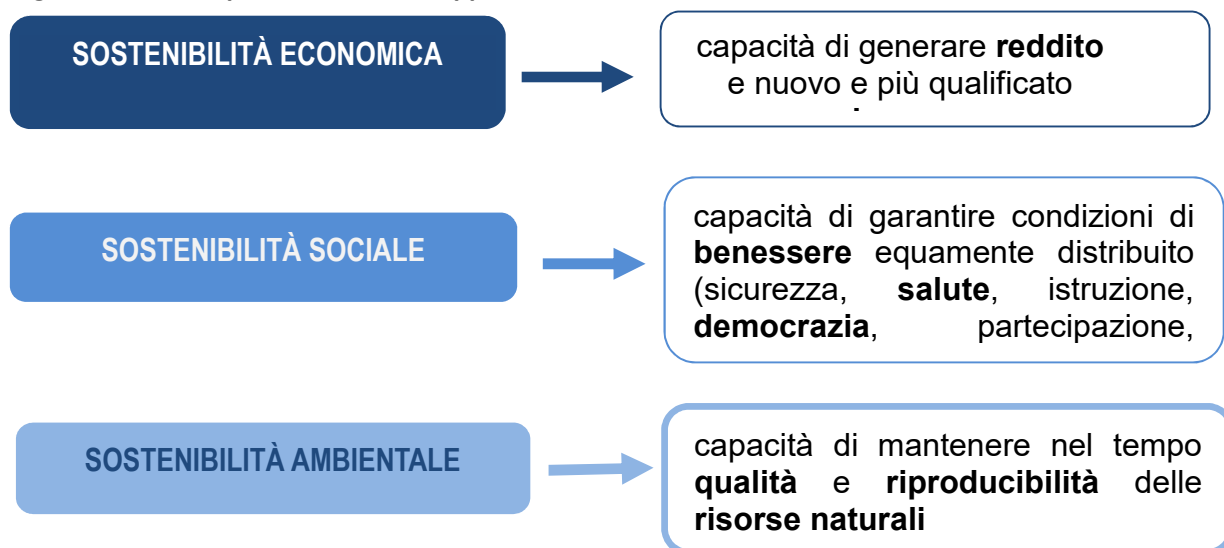 SOSTENIBILITÀ ECONOMICA
capacità di generare reddito
e nuovo e più qualificato
SOSTENIBILITÀ SOCIALE
capacità di garantire condizioni di
benessere equamente distribuito
(sicurezza, salute, istruzione,
democrazia, partecipazione,
SOSTENIBILITÀ AMBIENTALE
capacità di mantenere nel tempo
qualità e riproducibilità delle
risorse naturali